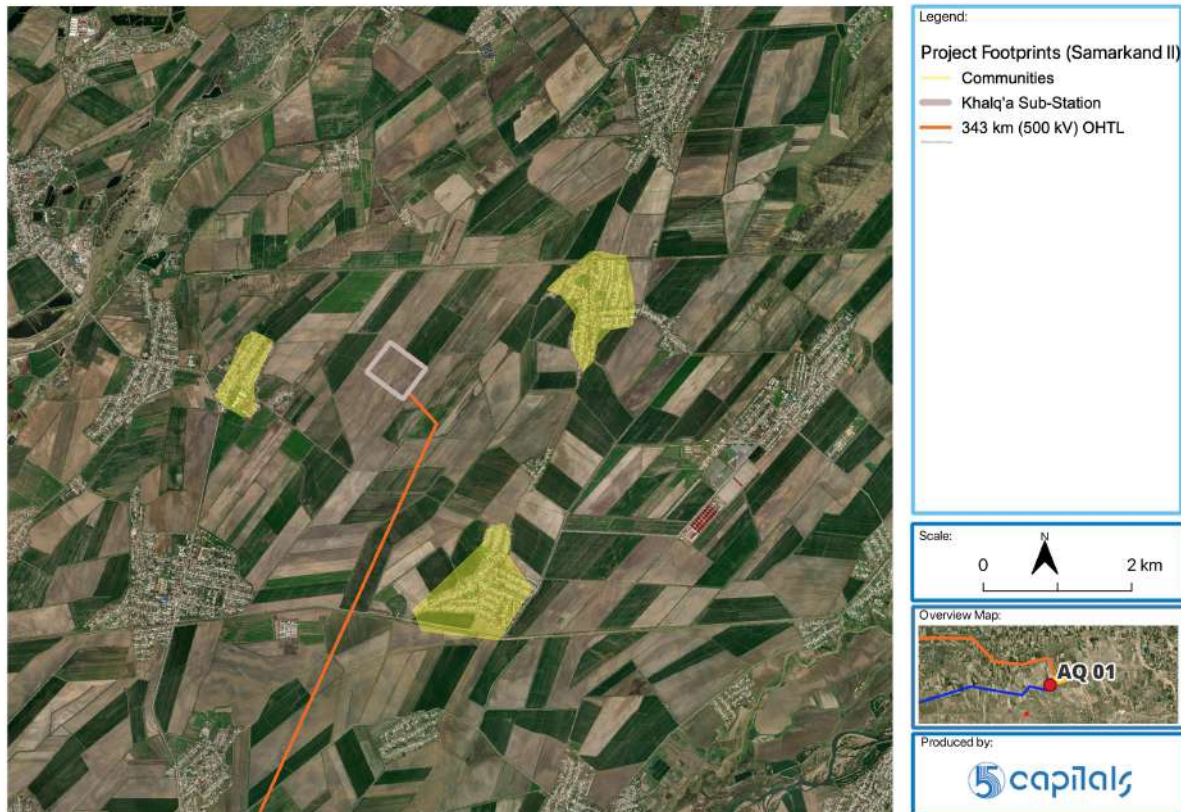 Legend:
Project Footprints (Samarkand II)
Communities
Khalq'a Sub-Station
343 km (500 kV) OHTL
Scale:
N
0 2 km
Overview Map:
AQ 01
Produced by:
5 capitals